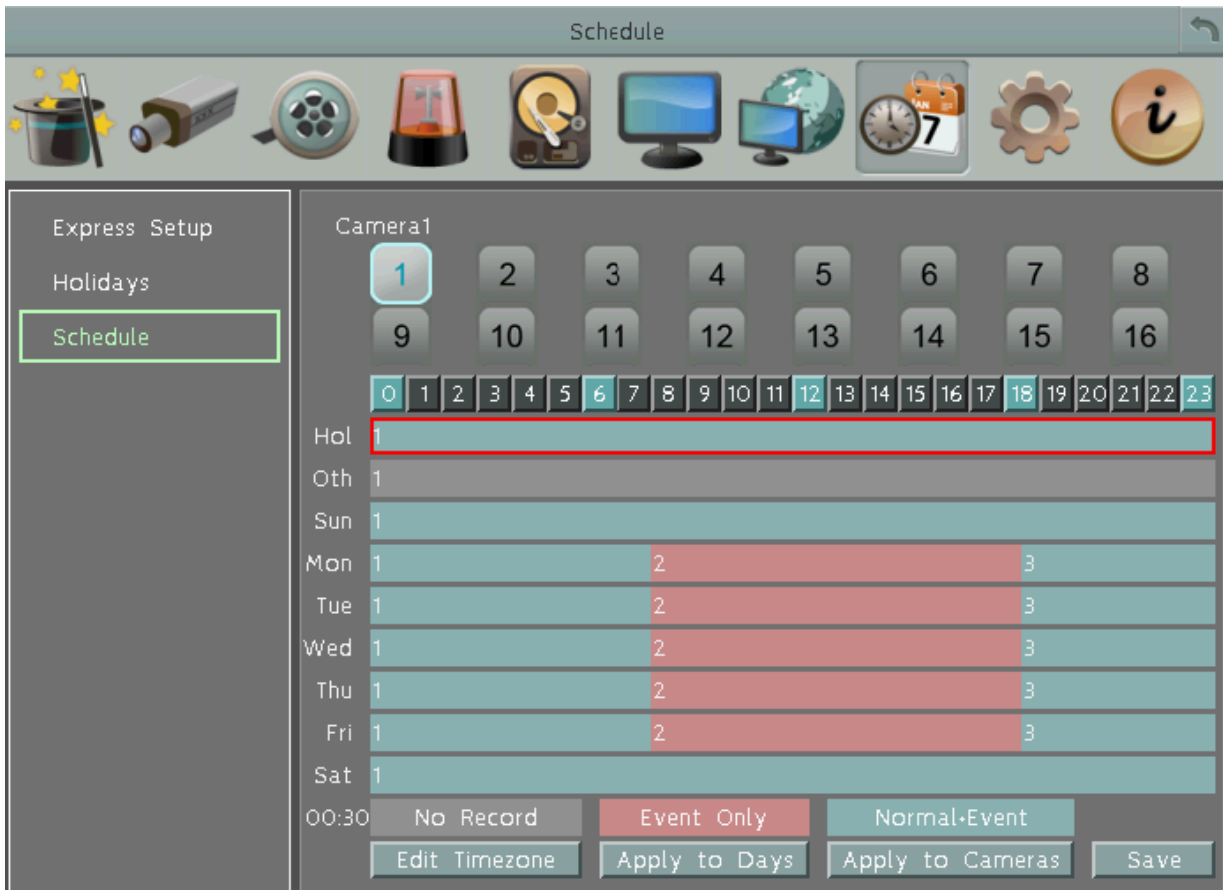 Schedule
JAN
7
Express Setup
Holidays
Schedule
Camera1
1 2 3 4 5 6 7 8
9 10 11 12 13 14 15 16
0 1 2 3 4 5 6 7 8 9 10 11 12 13 14 15 16 17 18 19 20 21 22 23
Hol 1
Oth 1
Sun 1
Mon 1 2 3
Tue 1 2 3
Wed 1 2 3
Thu 1 2 3
Fri 1 2 3
Sat 1
00:30 No Record Event Only Normal+Event
Edit Timezone Apply to Days Apply to Cameras Save